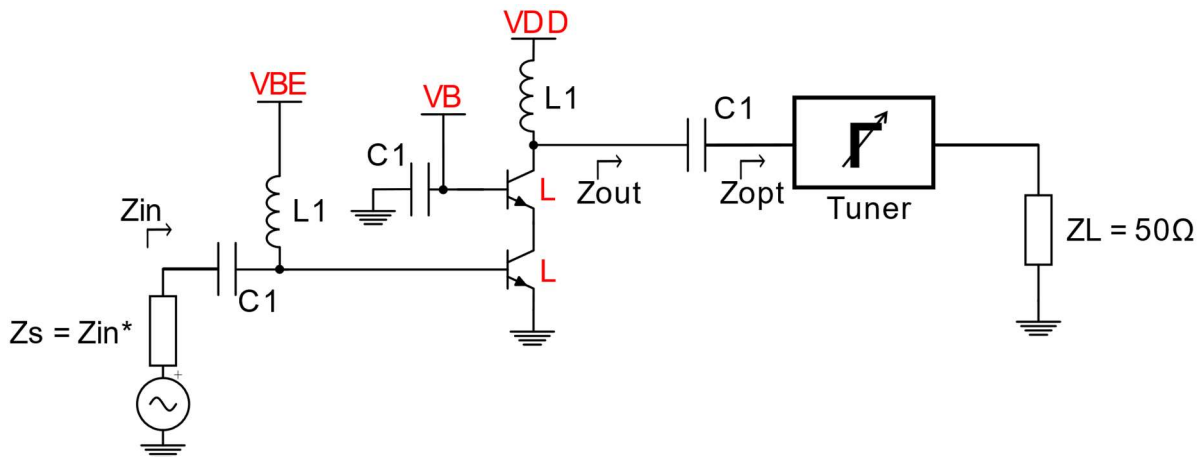 VDD
VBE
L1
VB
C1
C1
L
Zin
L1
Zout
Zopt
Tuner
L
C1
ZL = 50Ω
Zs = Zin*
+